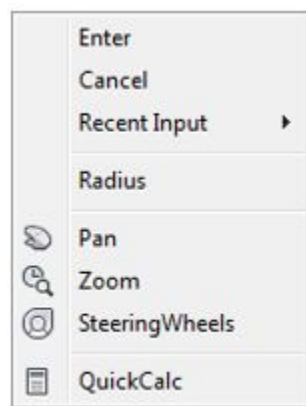 Enter
Cancel
Recent Input
Radius
Pan
Zoom
SteeringWheels
QuickCalc